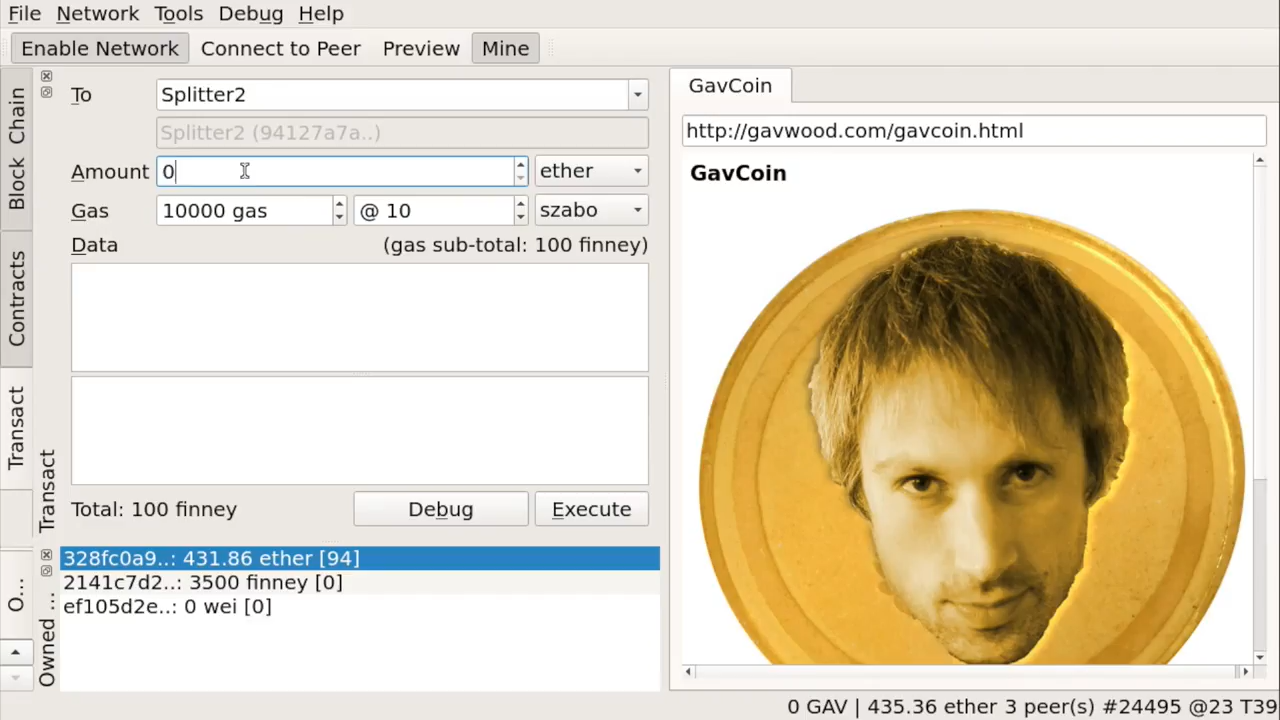 File Network Tools Debug Help
Enable Network Connect to Peer Preview Mine
Block Chain
Contracts
Transact
O...
Transact
Owned ...
To Splitter2
Splitter2 (94127a7a..)
Amount 0 ether
Gas 10000 gas @ 10 szabo
Data (gas sub-total: 100 finney)
Total: 100 finney Debug Execute
328fc0a9..: 431.86 ether [94]
2141c7d2..: 3500 finney [0]
ef105d2e..: 0 wei [0]
GavCoin
http://gavwood.com/gavcoin.html
GavCoin
0 GAV | 435.36 ether 3 peer(s) #24495 @23 T39